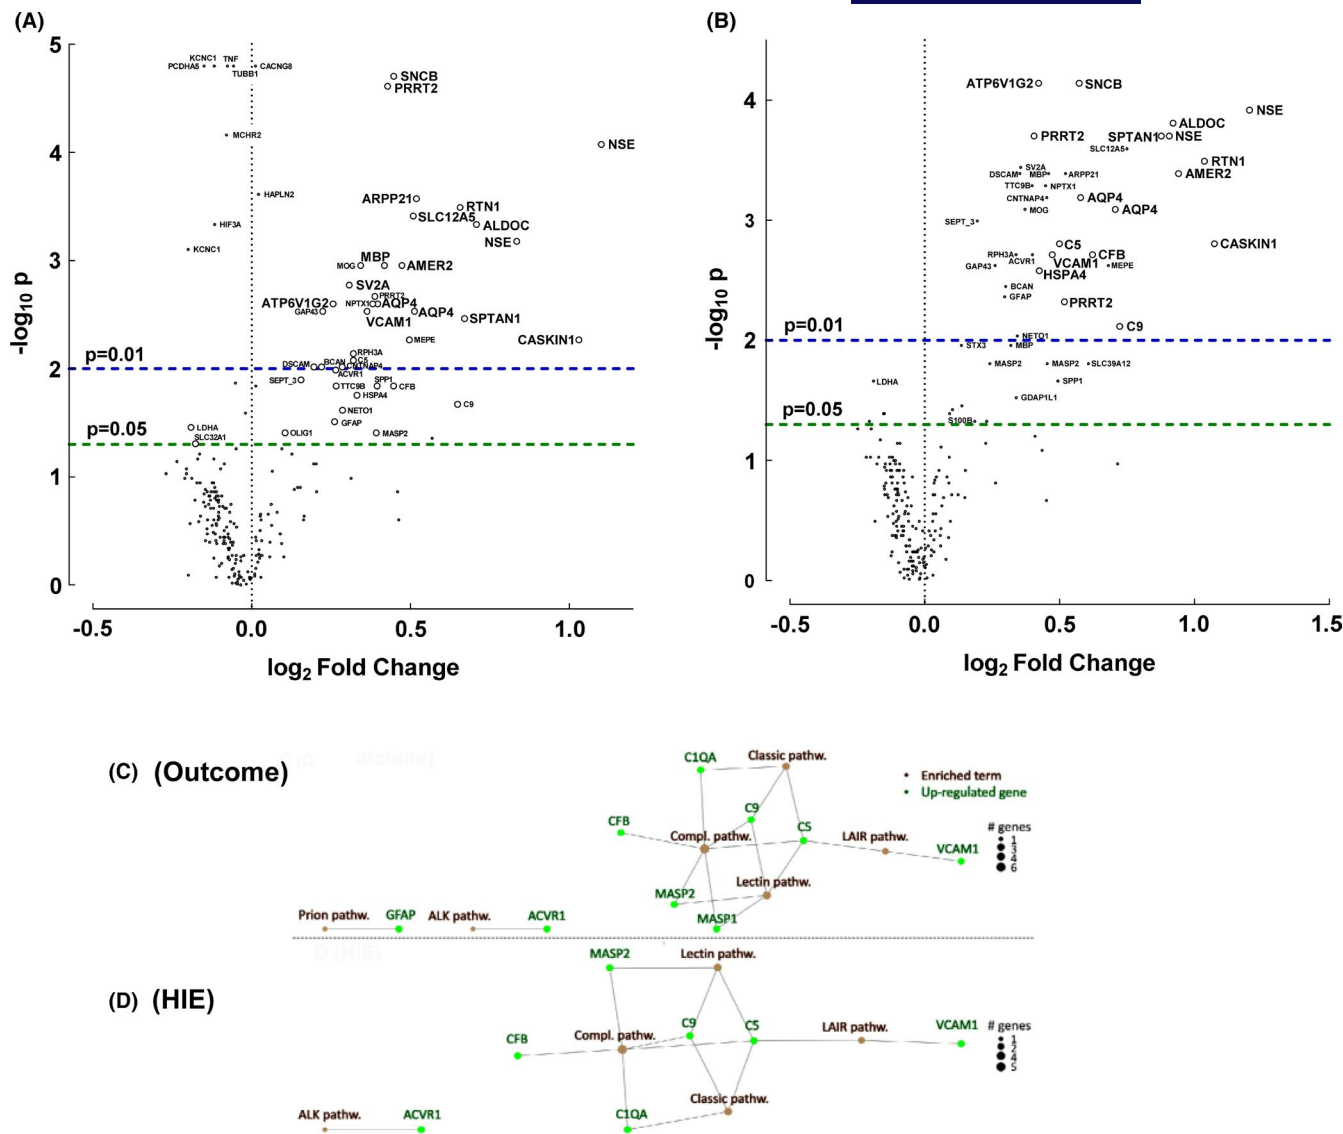 (A)
5
KCNC1 TNF
PCDHA5 CACNG8
TUBB1
SNCB
PRRT2
4
MCHR2
NSE
HAPLN2
ARPP21
RTN1
SLC12A5
HIF3A
ALDOC
NSE
KCNC1
3
MBP
MOG
AMER2
SV2A
PRRT2
ATP6V1G2 NPTX1 AQP4
GAP43
AQP4
VCAM1
SPTAN1
MEPE
CASKIN1
p=0.01
RPH3A
2
DSCAM BCAN C5
CNTNAP4
ACVR1
SEPT_3
TTC9B SPP1 CFB
HSPA4
C9
NETO1
GFAP
p=0.05
LDHA
SLC32A1
OLIG1
MASP2
1
0
-log10 p
-0.5 0.0 0.5 1.0
log2 Fold Change
(B)
4
ATP6V1G2 SNCB
NSE
ALDOC
PRRT2 SPTAN1 NSE
SLC12A5
RTN1
SV2A
DSCAM MBP ARPP21
AMER2
TTC9B NPTX1
CNTNAP4 AQP4
MOG
AQP4
3
SEPT_3
C5
CASKIN1
RPH3A
ACVR1
VCAM1
CFB
GAP43
MEPE
HSPA4
BCAN
GFAP
PRRT2
C9
p=0.01
NETO1
2
STX3 MBP
MASP2 MASP2 SLC39A12
LDHA
SPP1
GDAP1L1
p=0.05
S100B
1
0
-log10 p
-0.5 0.0 0.5 1.0 1.5
log2 Fold Change
(C) (Outcome)
C1QA
Classic pathw.
Enriched term
Up-regulated gene
C9
CFB
Compl. pathw.
C5
LAIR pathw.
VCAM1
# genes
1
3
4
6
Lectin pathw.
MASP2
MASP1
Prion pathw. GFAP ALK pathw. ACVR1
(D) (HIE)
MASP2
Lectin pathw.
C9
C5
CFB
Compl. pathw.
LAIR pathw.
VCAM1
# genes
1
2
4
5
Classic pathw.
ALK pathw. ACVR1
C1QA